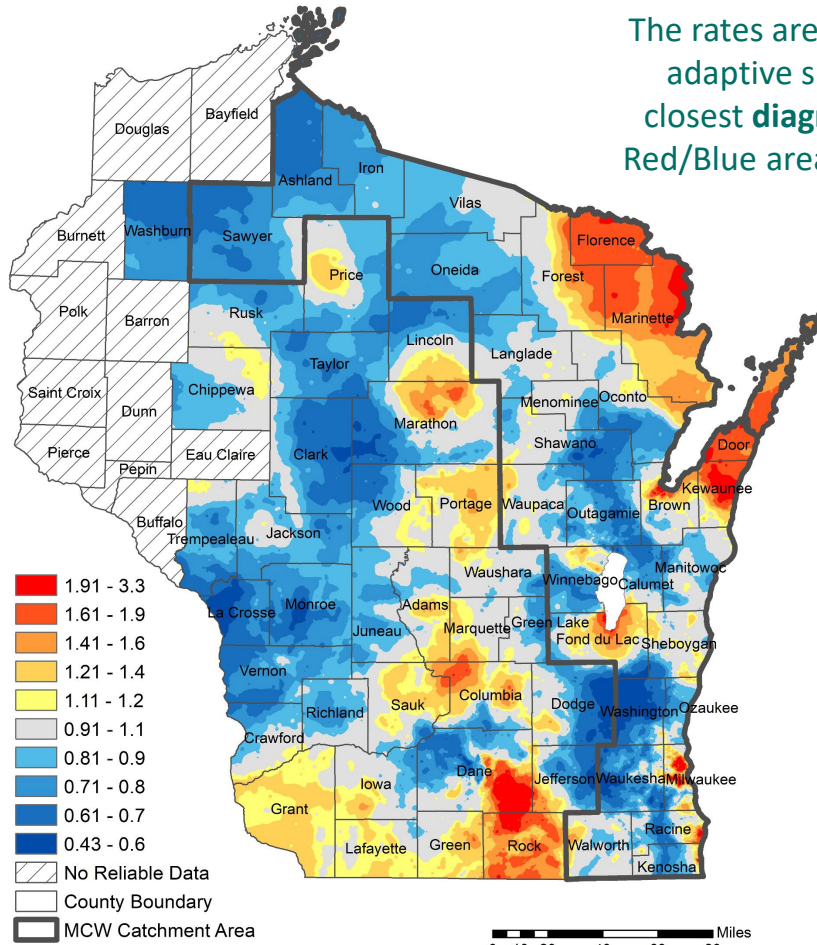 The rates are
adaptive s
closest diagn
Red/Blue area
Bayfield
Douglas
Iron
Ashland
Vilas
Burnett
Washburn
Sawyer
Florence
Price
Oneida
Forest
Polk
Barron
Rusk
Marinette
Lincoln
Langlade
Taylor
Saint Croix
Chippewa
Dunn
Menominee
Oconto
Marathon
Shawano
Pierce
Eau Claire
Clark
Door
Pepin
Kewaunee
Buffalo
Wood
Portage
Waupaca
Brown
Outagamie
Trempealeau
Jackson
Waushara
Winnebago
Calumet
Manitowoc
La Crosse
Monroe
Adams
Juneau
Marquette
Green Lake
Fond du Lac
Sheboygan
Vernon
Sauk
Columbia
Dodge
Washington
Ozaukee
Richland
Crawford
Dane
Jefferson
Waukesha
Milwaukee
Iowa
Grant
Lafayette
Green
Rock
Walworth
Racine
Kenosha
1.91 - 3.3
1.61 - 1.9
1.41 - 1.6
1.21 - 1.4
1.11 - 1.2
0.91 - 1.1
0.81 - 0.9
0.71 - 0.8
0.61 - 0.7
0.43 - 0.6
No Reliable Data
County Boundary
MCW Catchment Area
Miles